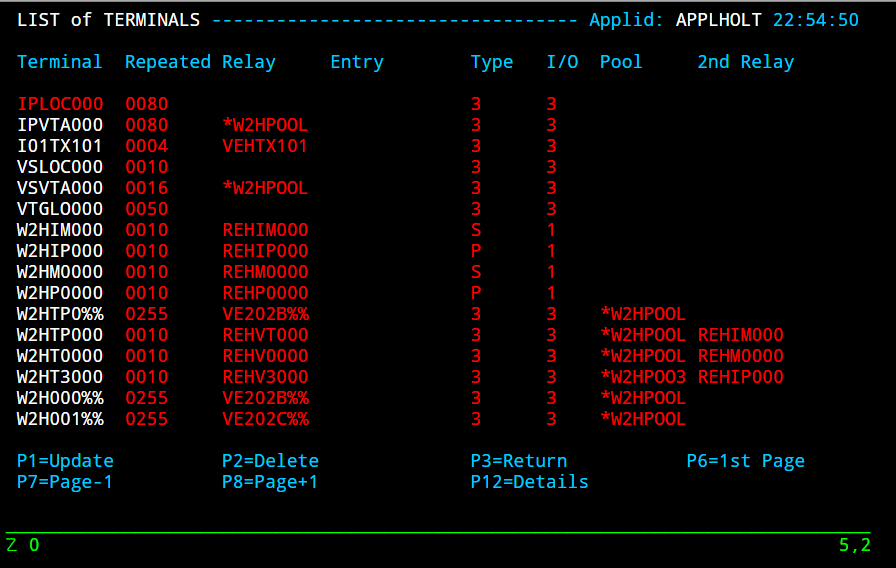 LIST of TERMINALS ---------------------------------- Applid: APPLHOLT 22:54:50
Terminal Repeated Relay Entry Type I/O Pool 2nd Relay
IPLOC000 0080 3 3
IPVTA000 0080 *W2HPOOL 3 3
I01TX101 0004 VEHTX101 3 3
VSLOC000 0010 3 3
VSVTA000 0016 *W2HPOOL 3 3
VTGLO000 0050 3 3
W2HIM000 0010 REHIM000 S 1
W2HIP000 0010 REHIP000 P 1
W2HM0000 0010 REHM0000 S 1
W2HP0000 0010 REHP0000 P 1
W2HTP0%% 0255 VE202B%% 3 3 *W2HPOOL
W2HTP000 0010 REHVT000 3 3 *W2HPOOL REHIM000
W2HT0000 0010 REHV0000 3 3 *W2HPOOL REHM0000
W2HT3000 0010 REHV3000 3 3 *W2HPOO3 REHIP000
W2H000%% 0255 VE202B%% 3 3 *W2HPOOL
W2H001%% 0255 VE202C%% 3 3 *W2HPOOL
P1=Update P2=Delete P3=Return P6=1st Page
P7=Page-1 P8=Page+1 P12=Details
Z O 5,2